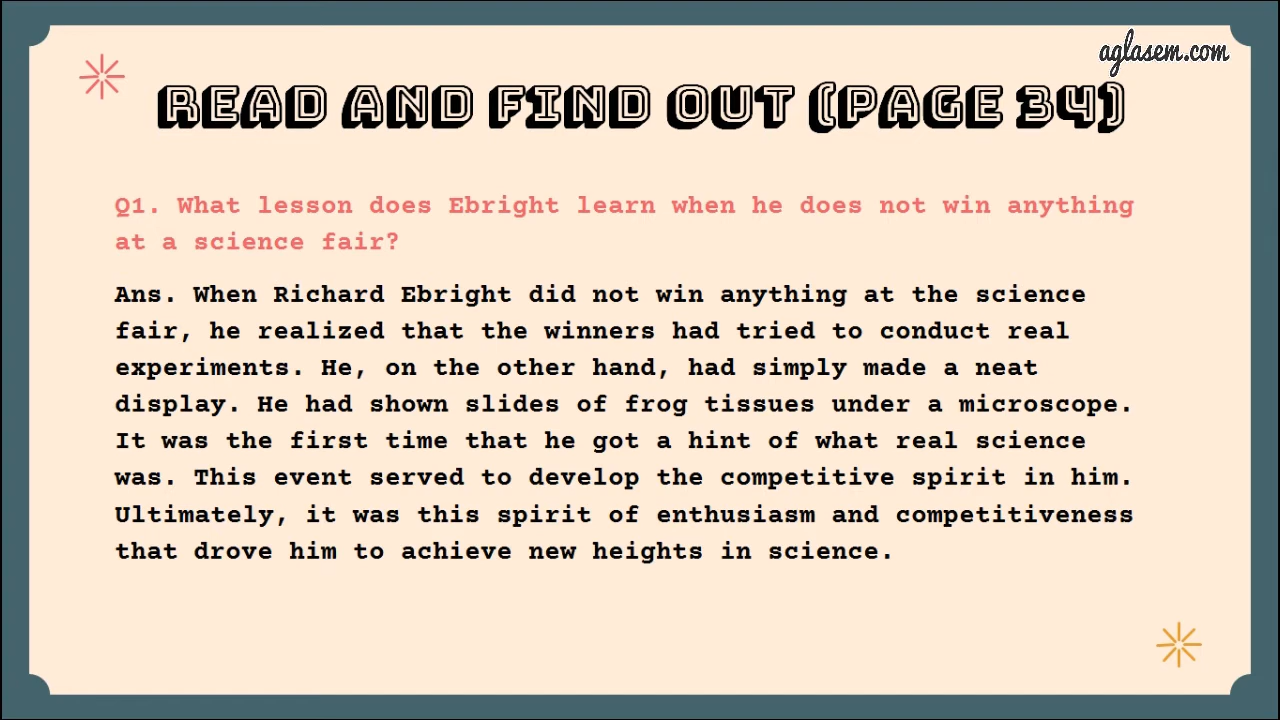 aglasem.com
READ AND FIND OUT (PAGE 34)
Q1. What lesson does Ebright learn when he does not win anything
at a science fair?
Ans. When Richard Ebright did not win anything at the science
fair, he realized that the winners had tried to conduct real
experiments. He, on the other hand, had simply made a neat
display. He had shown slides of frog tissues under a microscope.
It was the first time that he got a hint of what real science
was. This event served to develop the competitive spirit in him.
Ultimately, it was this spirit of enthusiasm and competitiveness
that drove him to achieve new heights in science.